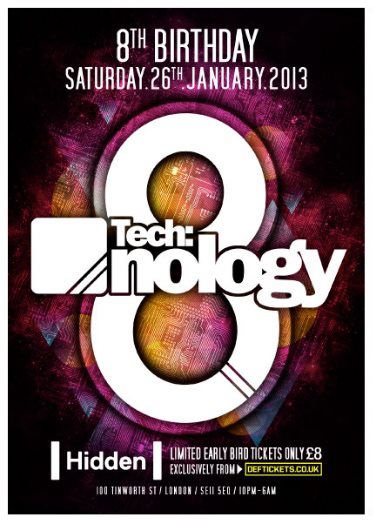 8TH BIRTHDAY
SATURDAY.26TH.JANUARY.2013
8
Tech:
nology
Hidden
LIMITED EARLY BIRD TICKETS ONLY £8
EXCLUSIVELY FROM DEFTICKETS.CO.UK
100 TINWORTH ST / LONDON / SE11 5EQ / 10PM-6AM